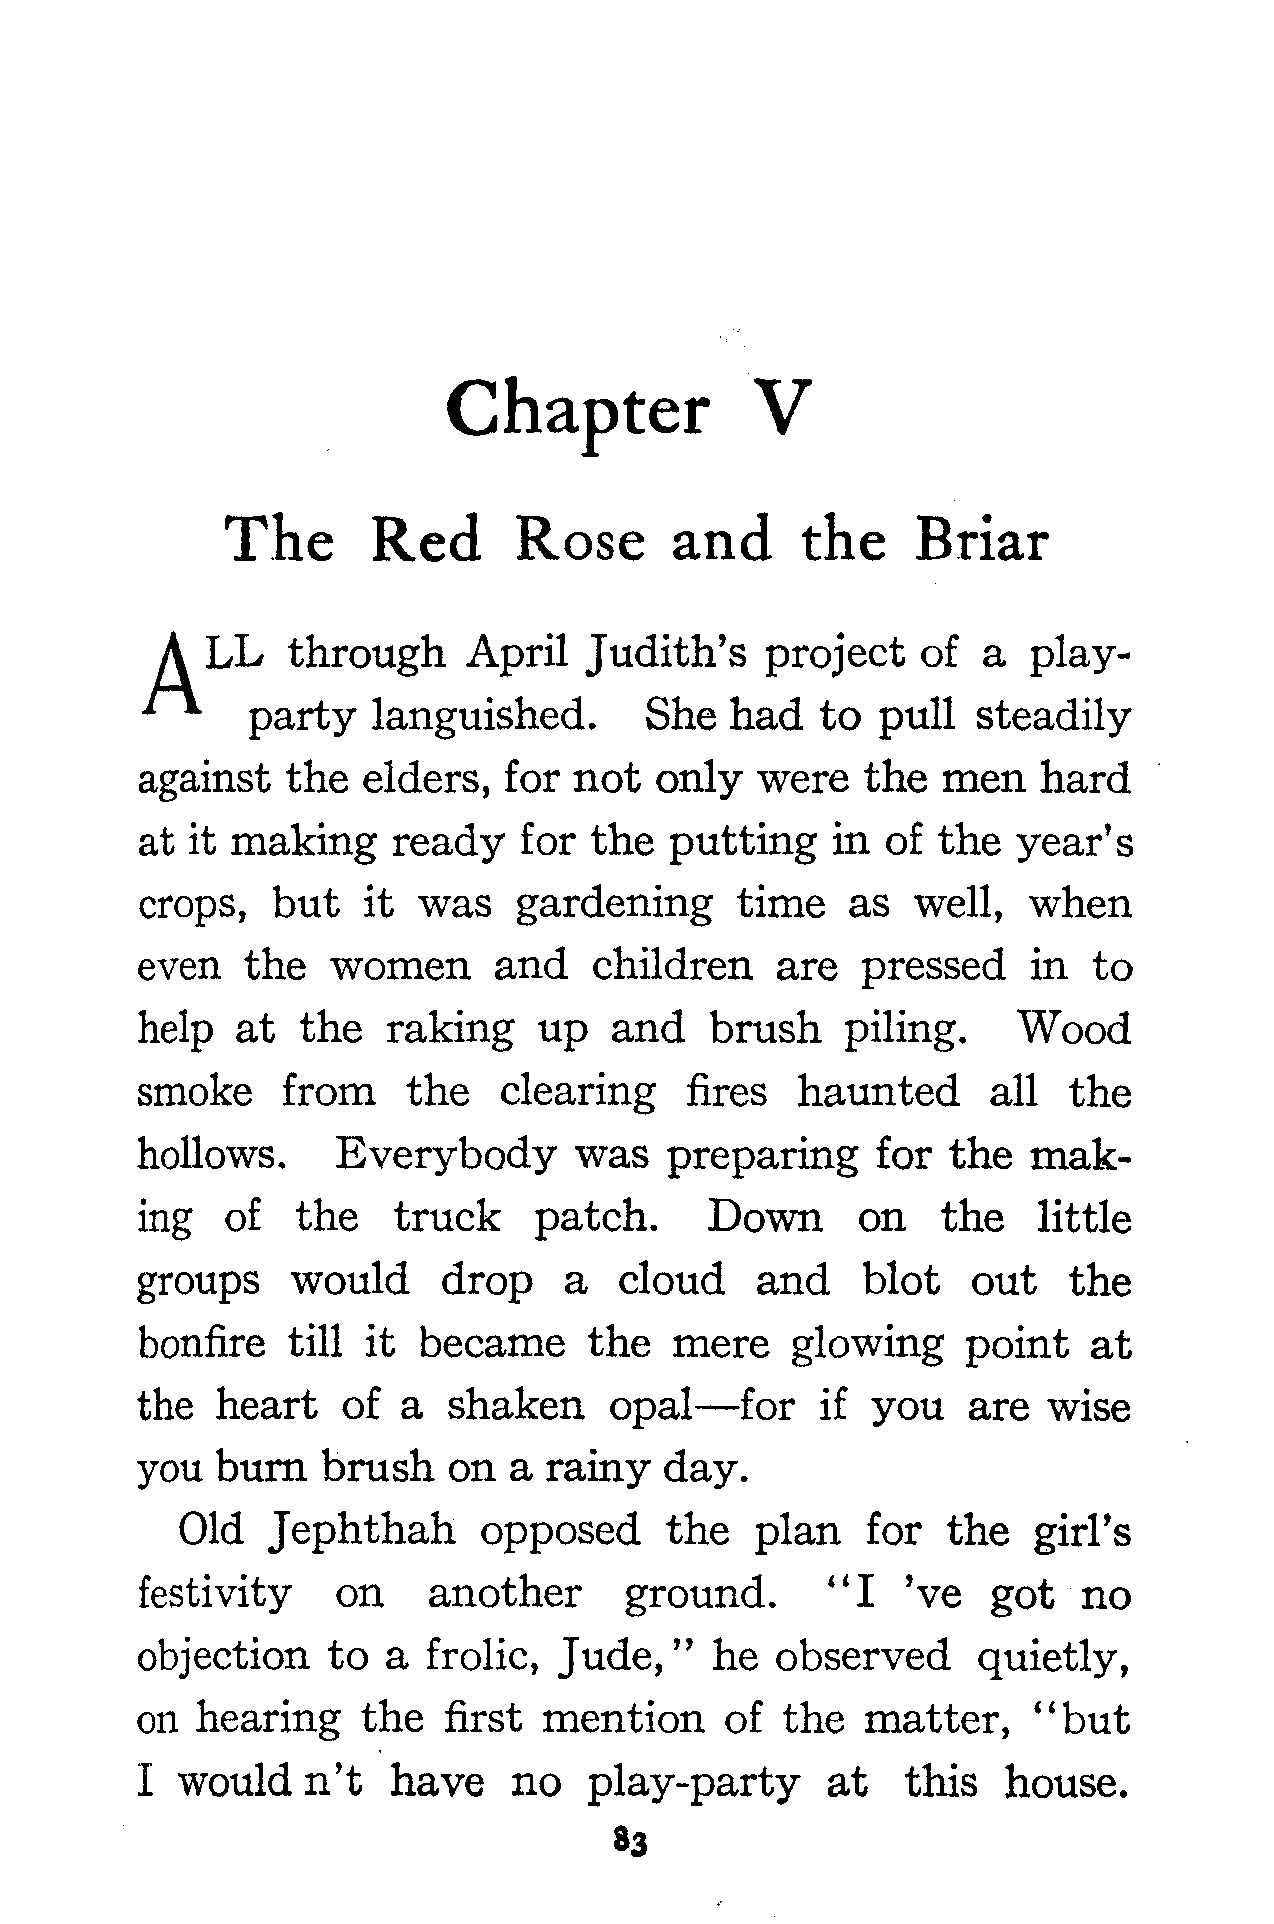 Chapter V
The Red Rose and the Briar
ALL through April Judith's project of a play-
party languished. She had to pull steadily
against the elders, for not only were the men hard
at it making ready for the putting in of the year's
crops, but it was gardening time as well, when
even the women and children are pressed in to
help at the raking up and brush piling. Wood
smoke from the clearing fires haunted all the
hollows. Everybody was preparing for the mak-
ing of the truck patch. Down on the little
groups would drop a cloud and blot out the
bonfire till it became the mere glowing point at
the heart of a shaken opal—for if you are wise
you burn brush on a rainy day.
Old Jephthah opposed the plan for the girl's
festivity on another ground. "I 've got no
objection to a frolic, Jude," he observed quietly,
on hearing the first mention of the matter, "but
I would n't have no play-party at this house.
83